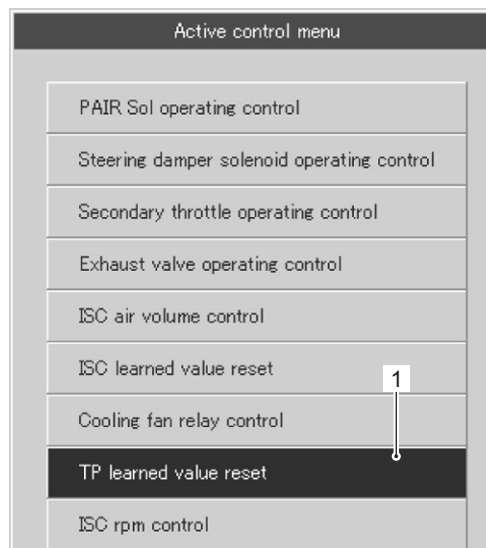 Active control menu
PAIR Sol operating control
Steering damper solenoid operating control
Secondary throttle operating control
Exhaust valve operating control
ISC air volume control
ISC learned value reset
1
Cooling fan relay control
TP learned value reset
ISC rpm control